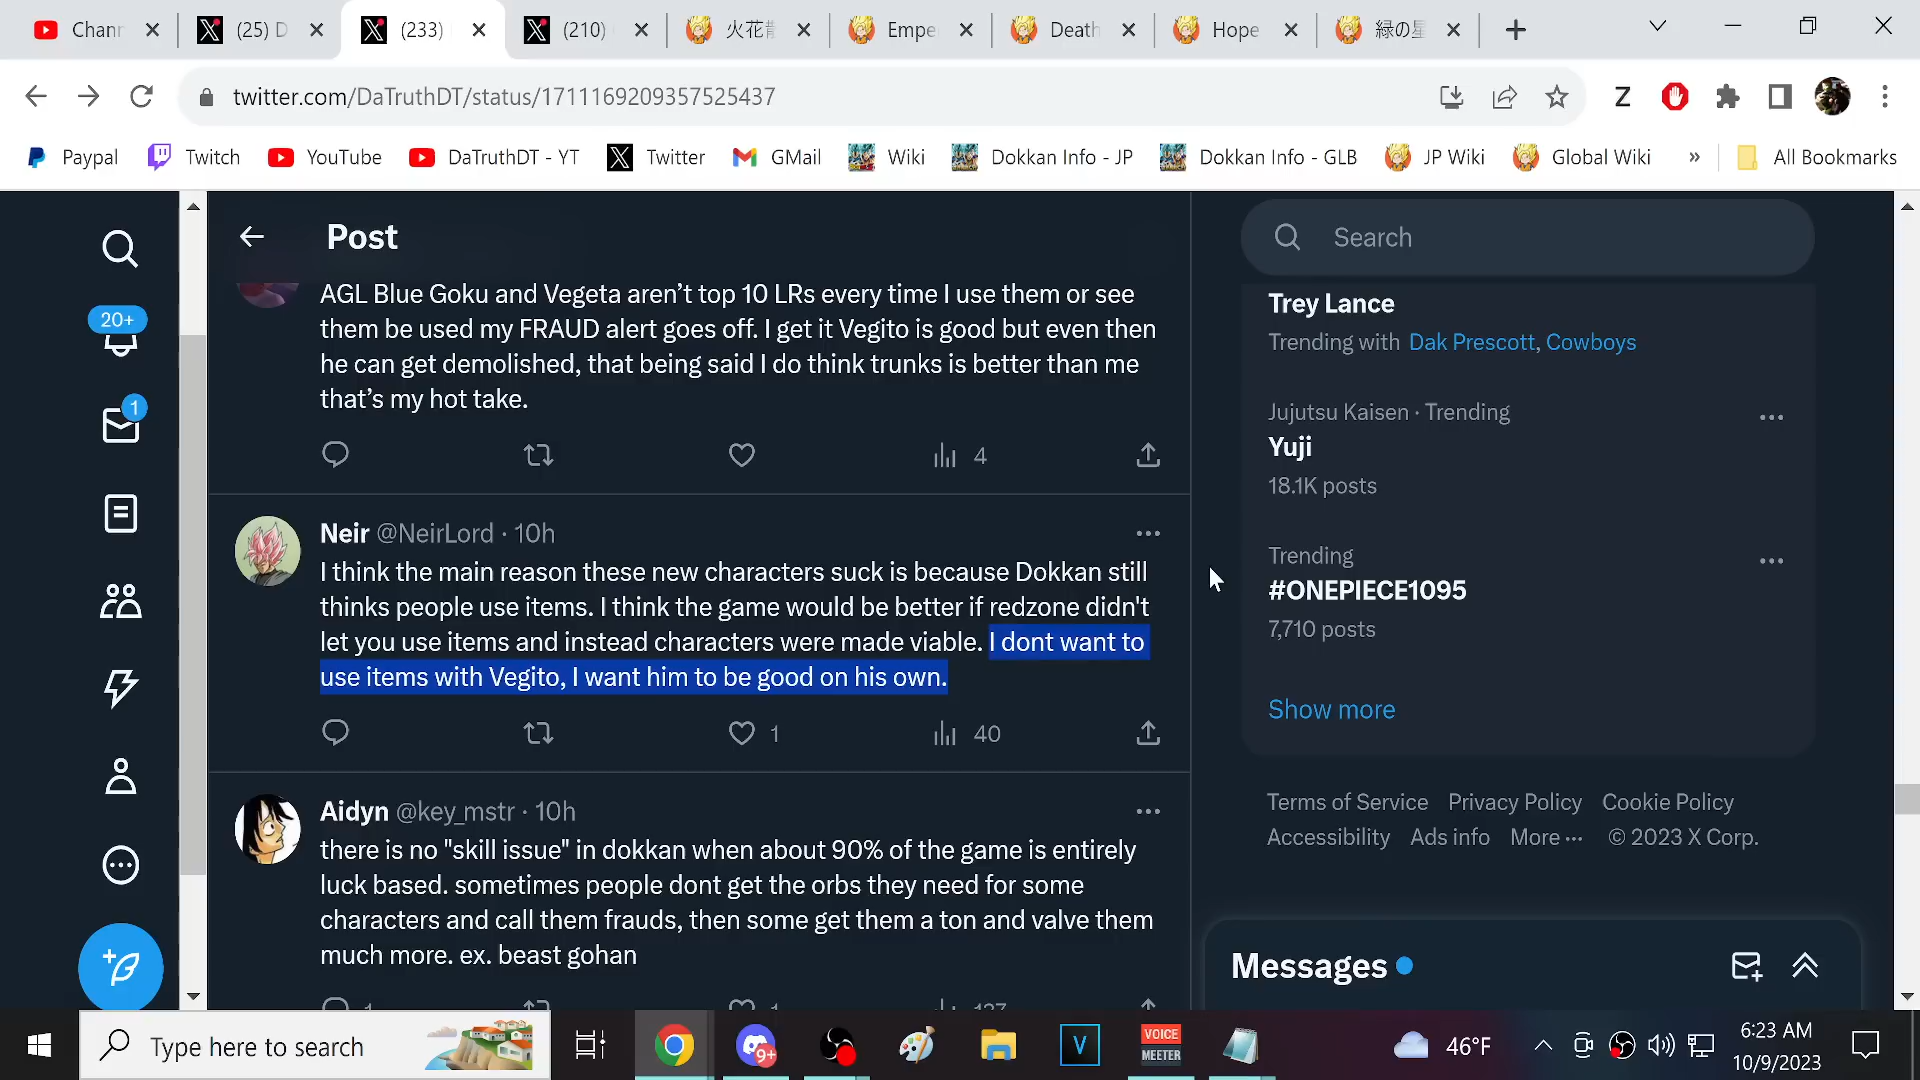 Chann
(25) D
(233)
(210)
火花散
Empe
Death
Hope
緑の星
twitter.com/DaTruthDT/status/1711169209357525437
Z
Paypal
Twitch
YouTube
DaTruthDT - YT
Twitter
GMail
Wiki
Dokkan Info - JP
Dokkan Info - GLB
JP Wiki
Global Wiki
»
All Bookmarks
20+
1
Post
AGL Blue Goku and Vegeta aren’t top 10 LRs every time I use them or see
them be used my FRAUD alert goes off. I get it Vegito is good but even then
he can get demolished, that being said I do think trunks is better than me
that’s my hot take.
4
Neir @NeirLord · 10h
I think the main reason these new characters suck is because Dokkan still
thinks people use items. I think the game would be better if redzone didn't
let you use items and instead characters were made viable. I dont want to
use items with Vegito, I want him to be good on his own.
1
40
Aidyn @key_mstr · 10h
there is no "skill issue" in dokkan when about 90% of the game is entirely
luck based. sometimes people dont get the orbs they need for some
characters and call them frauds, then some get them a ton and valve them
much more. ex. beast gohan
1
1
137
Search
Trey Lance
Trending with Dak Prescott, Cowboys
Jujutsu Kaisen · Trending
Yuji
18.1K posts
Trending
#ONEPIECE1095
7,710 posts
Show more
Terms of Service Privacy Policy Cookie Policy
Accessibility Ads info More ··· © 2023 X Corp.
Messages
Type here to search
9+
V
VOICE
MEETER
46°F
6:23 AM
10/9/2023